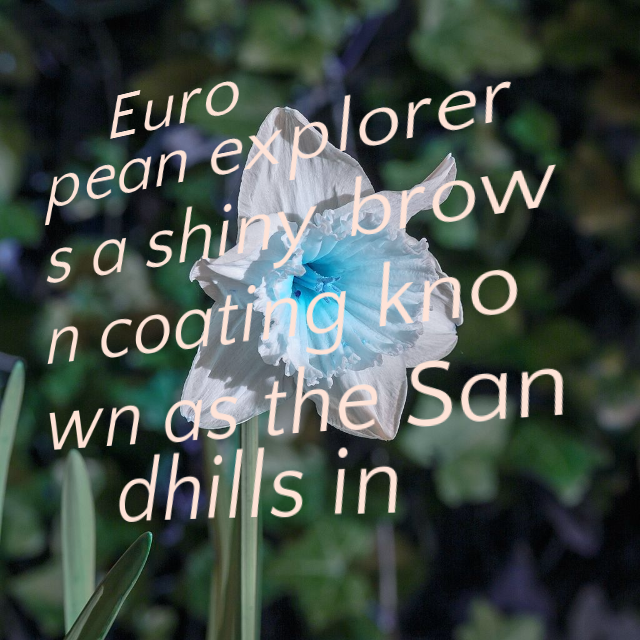 Euro
pean explorer
s a shiny brow
n coating kno
wn as the San
dhills in